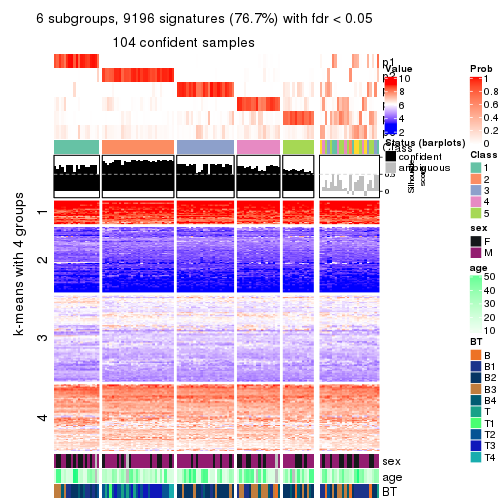 6 subgroups, 9196 signatures (76.7%) with fdr < 0.05
104 confident samples
p1
Value
10
8
6
4
2
Prob
1
0.8
0.6
0.4
0.2
0
Class
Status (barplots)
confident
ambiguous
Silhouette
score
0.5
0
Class
1
2
3
4
5
sex
F
M
age
50
40
30
20
10
BT
B
B1
B2
B3
B4
T
T1
T2
T3
T4
k-means with 4 groups
1
2
3
4
sex
age
BT